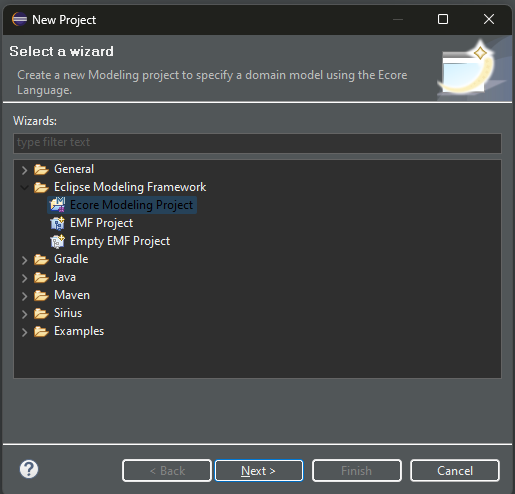 New Project
Select a wizard
Create a new Modeling project to specify a domain model using the Ecore
Language.
Wizards:
type filter text
General
Eclipse Modeling Framework
Ecore Modeling Project
EMF Project
Empty EMF Project
Gradle
Java
Maven
Sirius
Examples
?
< Back
Next >
Finish
Cancel